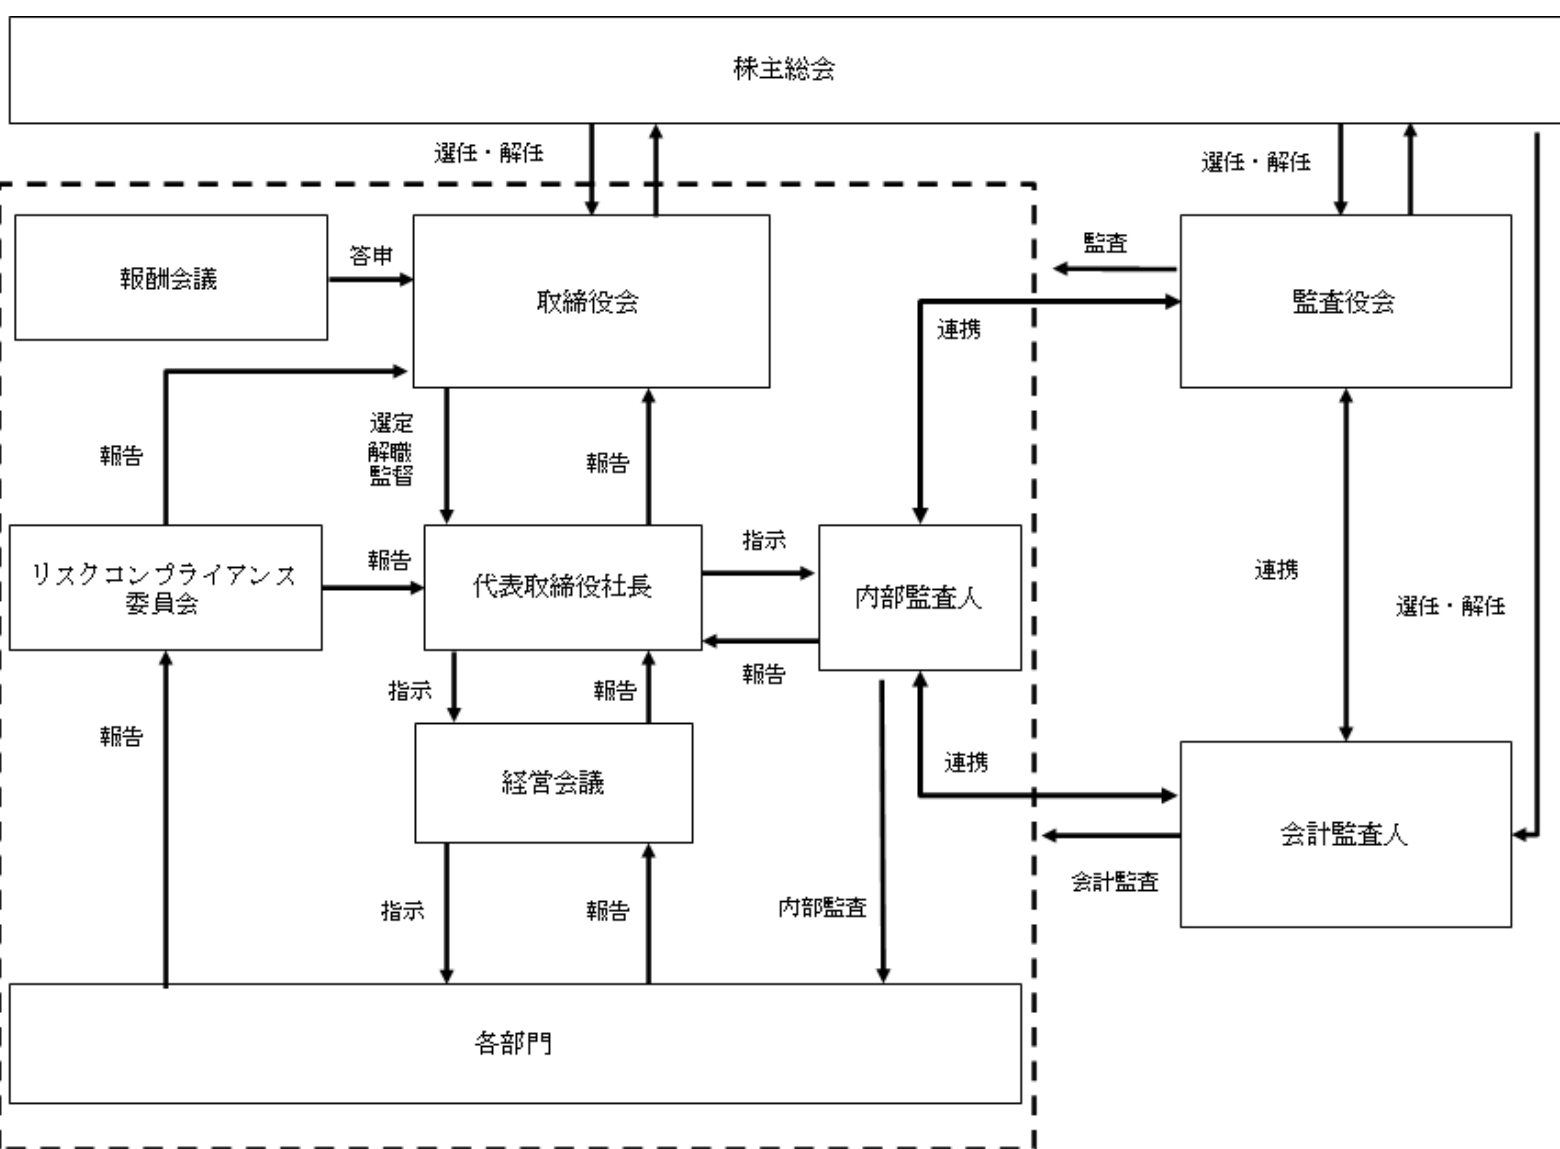 株主総会
選任・解任
選任・解任
報酬会議
答申
取締役会
監査
監査役会
連携
報告
選定
解職
監督
報告
リスクコンプライアンス
委員会
報告
代表取締役社長
指示
内部監査人
報告
連携
選任・解任
指示
報告
報告
経営会議
連携
会計監査人
会計監査
指示
報告
内部監査
各部門